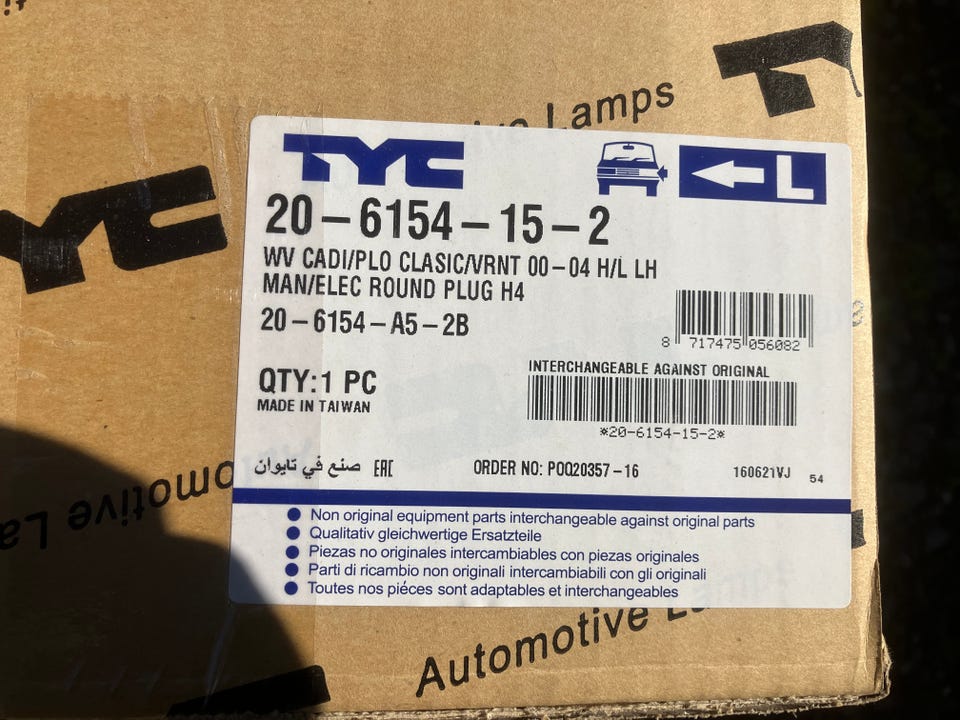 Lamps
TYC
TYC
L
20-6154-15-2
WV CADI/PLO CLASIC/VRNT 00-04 H/L LH
MAN/ELEC ROUND PLUG H4
20-6154-A5-2B
8 717475 056082
QTY:1 PC
MADE IN TAIWAN
INTERCHANGEABLE AGAINST ORIGINAL
*20-6154-15-2*
صنع في تايوان EAC ORDER NO: POQ20357-16 160621VJ 54
Non original equipment parts interchangeable against original parts
Qualitativ gleichwertige Ersatzteile
Piezas no originales intercambiables con piezas originales
Parti di ricambio non originali intercambiabili con gli originali
Toutes nos piéces sont adaptables et interchangeables
Automotive